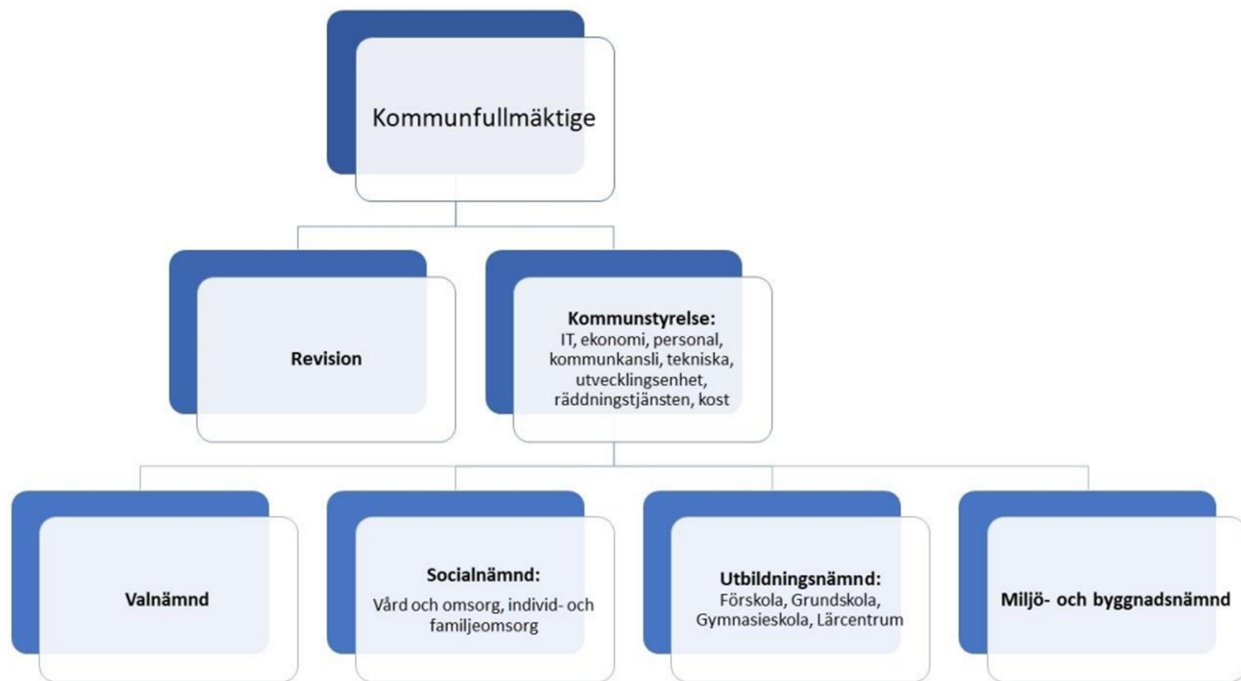 Kommunfullmäktige
Revision
Kommunstyrelse:
IT, ekonomi, personal,
kommunkansli, tekniska,
utvecklingsenhet,
räddningstjänsten, kost
Valnämnd
Socialnämnd:
Vård och omsorg, individ- och
familjeomsorg
Utbildningsnämnd:
Förskola, Grundskola,
Gymnasieskola, Lärcentrum
Miljö- och byggnadsnämnd